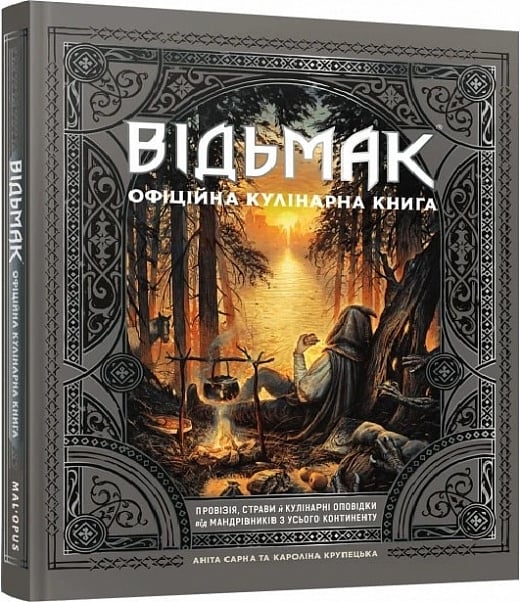 ВІДЬМАК
ОФІЦІЙНА КУЛІНАРНА КНИГА
ПРОВІЗІЯ, СТРАВИ й КУЛІНАРНІ ОПОВІДКИ
від МАНДРІВНИКІВ З УСЬОГО КОНТИНЕНТУ
АНІТА САРНА ТА КАРОЛІНА КРУПЕЦЬКА
ВІДЬМАК ОФІЦІЙНА КУЛІНАРНА КНИГА MAL'OPUS